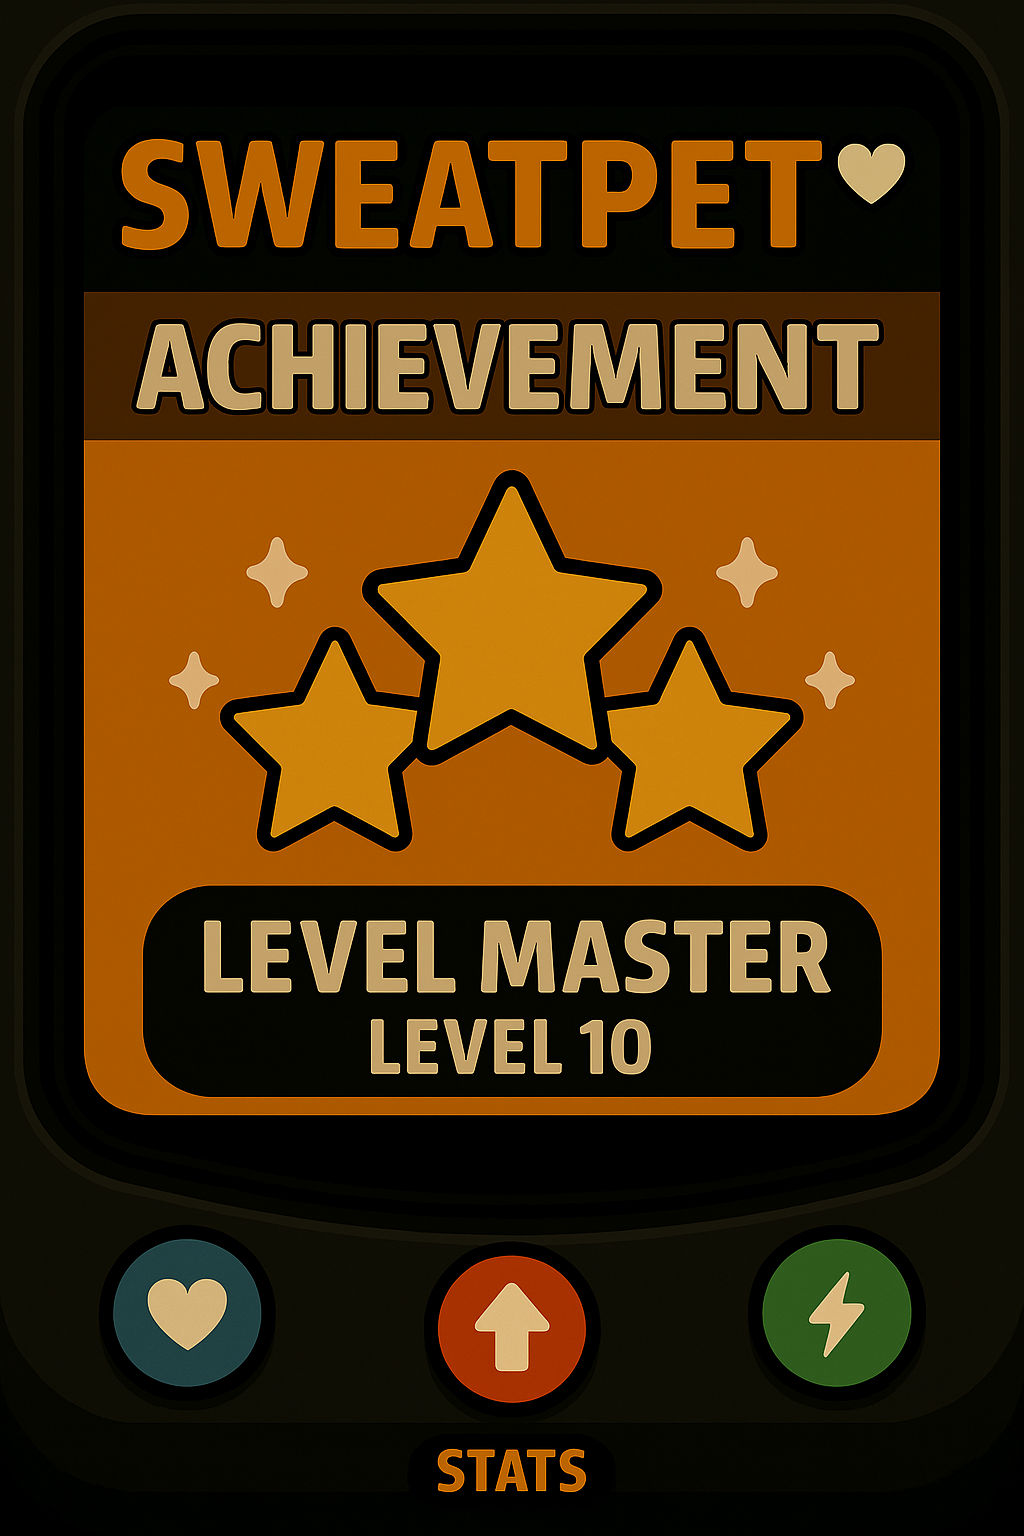 SWEATPET
ACHIEVEMENT
LEVEL MASTER
LEVEL 10
STATS